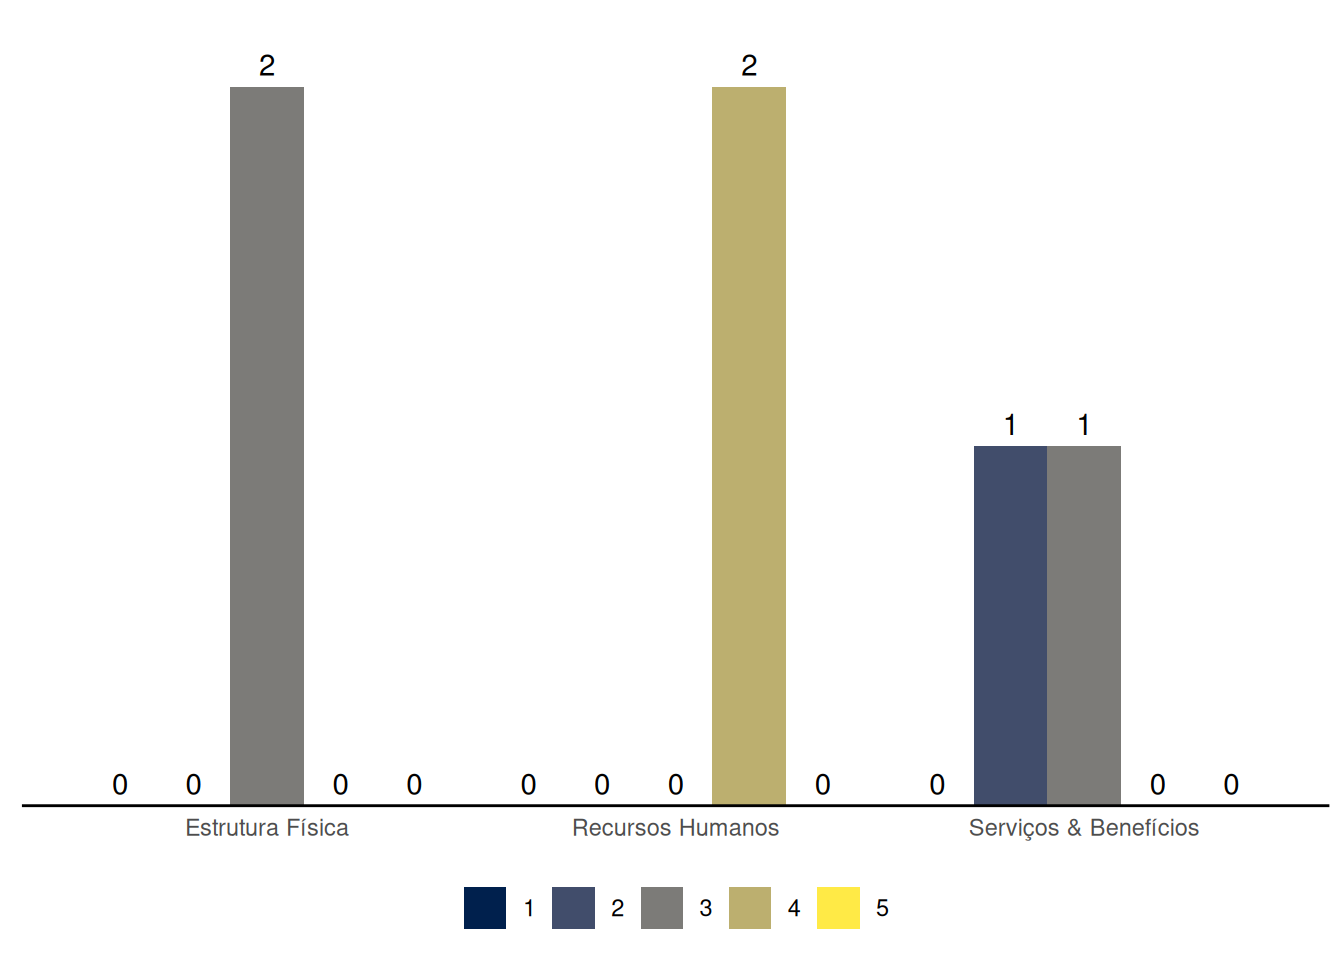 2 2
1 1
0 0 0 0 0 0 0 0 0 0 0
Estrutura Física Recursos Humanos Serviços & Benefícios
1 2 3 4 5